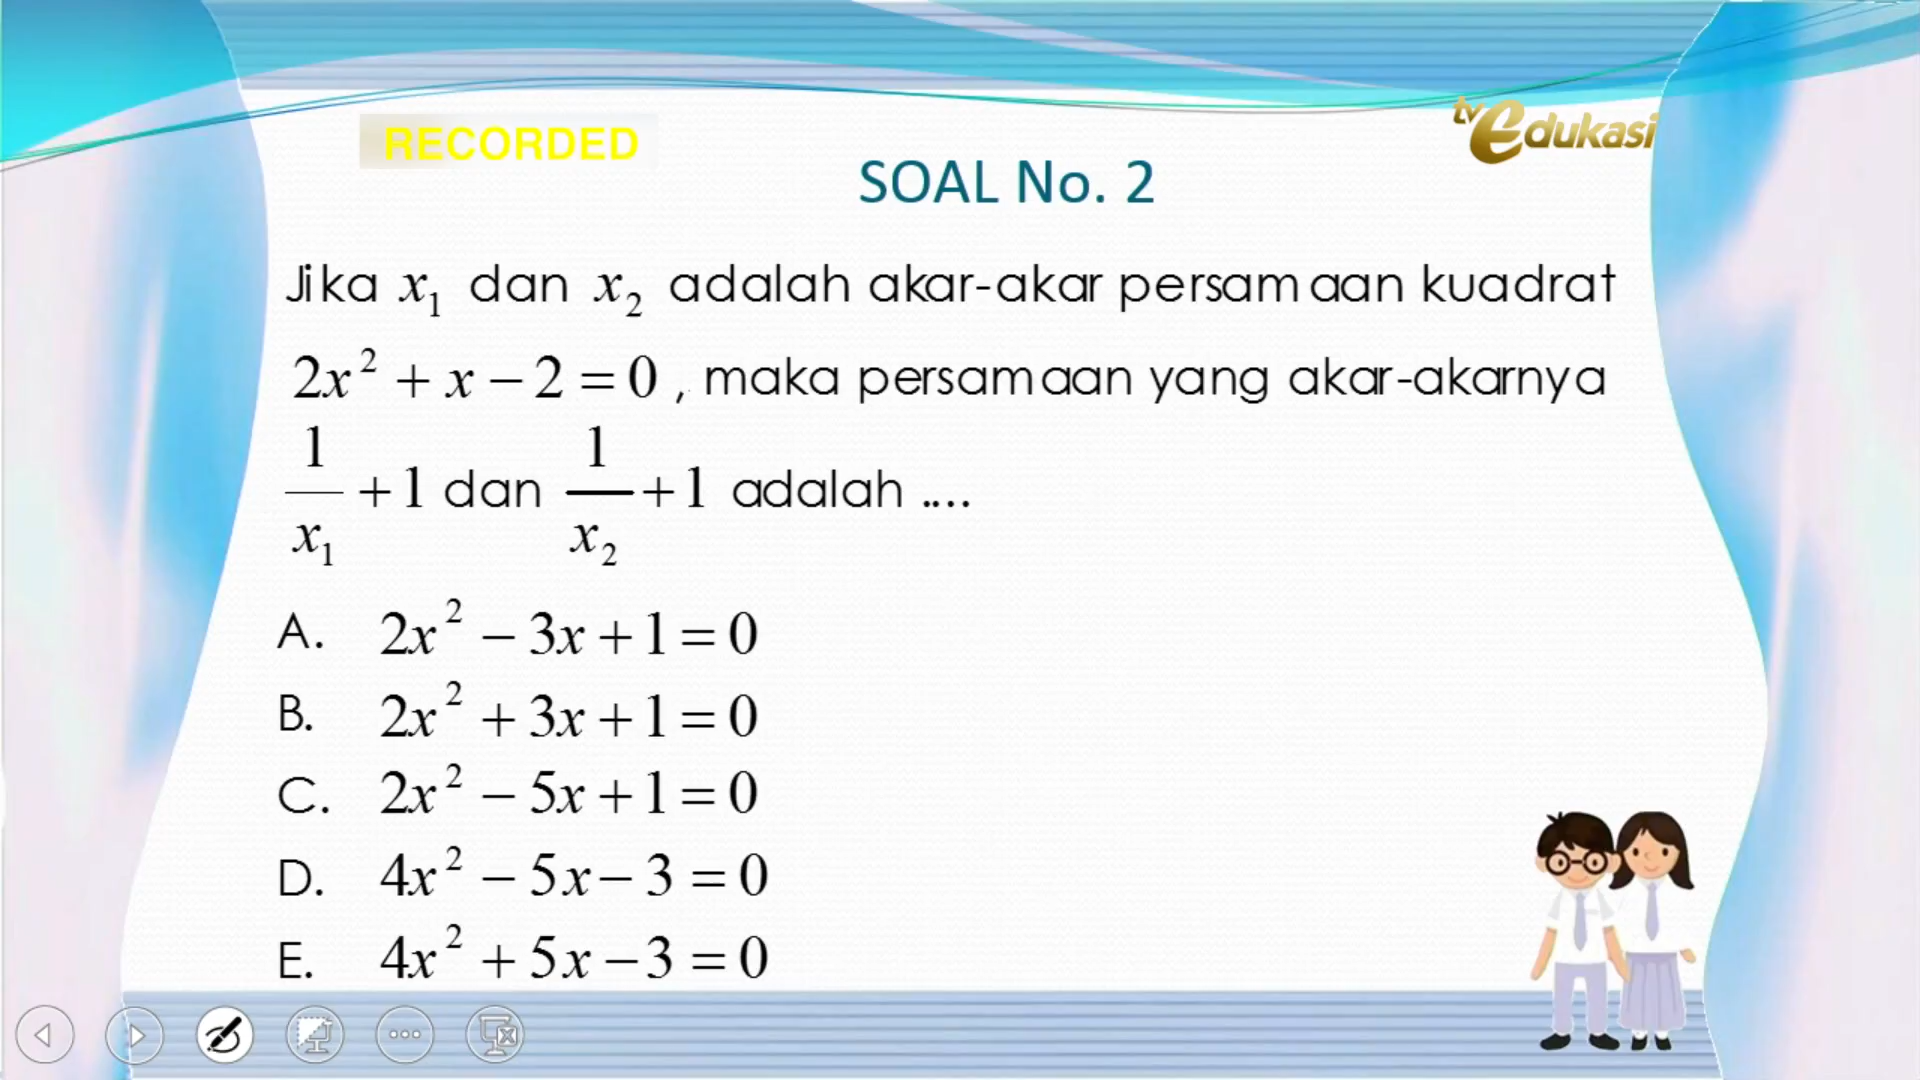 tv edukasi
RECORDED
SOAL No. 2
Jika x₁ dan x₂ adalah akar-akar persamaan kuadrat
2x² + x − 2 = 0 , maka persamaan yang akar-akarnya
1/x₁ + 1 dan 1/x₂ + 1 adalah ....
A. 2x² − 3x + 1 = 0
B. 2x² + 3x + 1 = 0
C. 2x² − 5x + 1 = 0
D. 4x² − 5x − 3 = 0
E. 4x² + 5x − 3 = 0